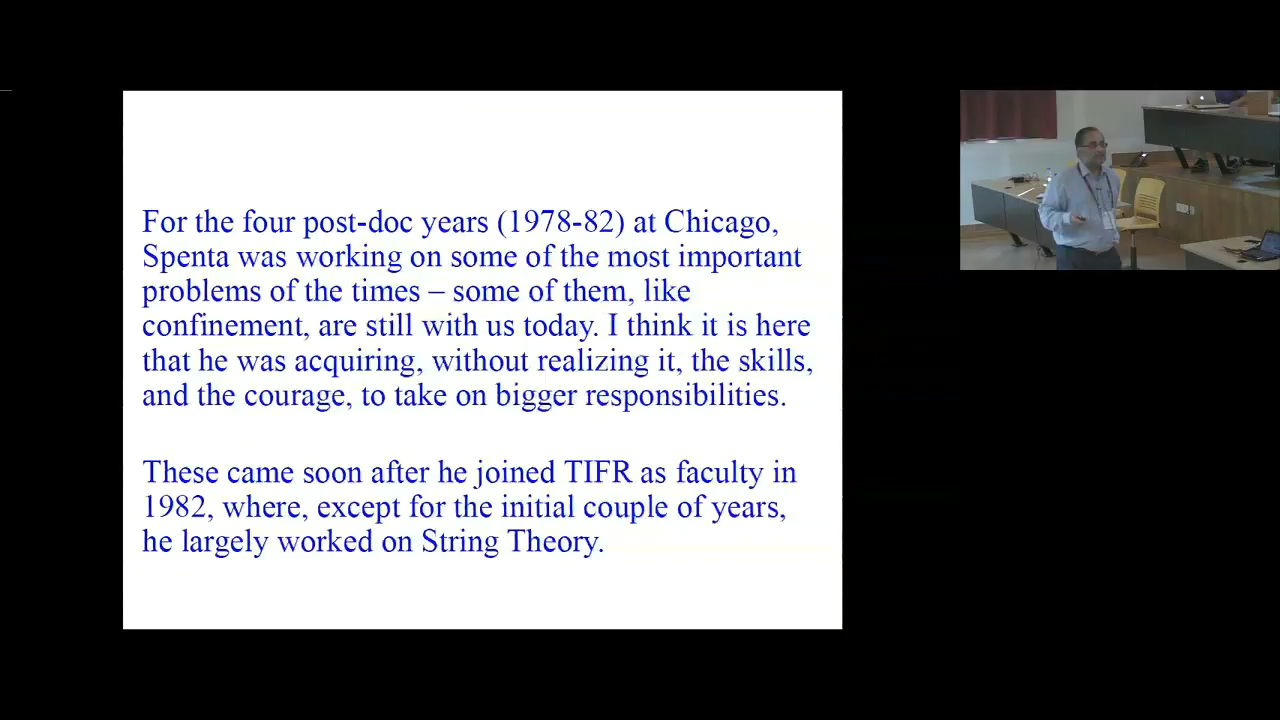 For the four post-doc years (1978-82) at Chicago,
Spenta was working on some of the most important
problems of the times – some of them, like
confinement, are still with us today. I think it is here
that he was acquiring, without realizing it, the skills,
and the courage, to take on bigger responsibilities.
These came soon after he joined TIFR as faculty in
1982, where, except for the initial couple of years,
he largely worked on String Theory.